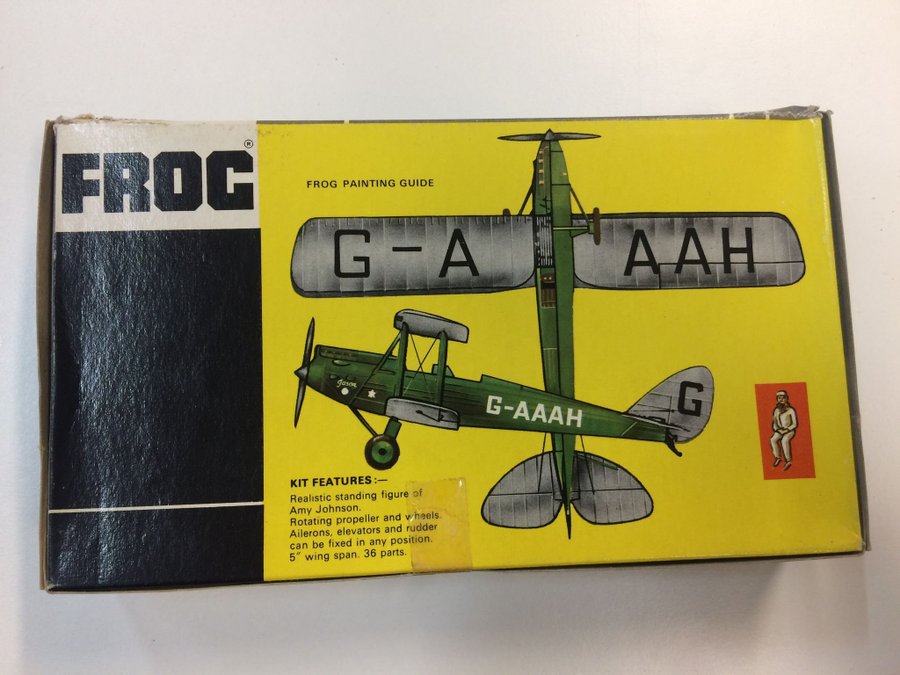 FROG®
FROG PAINTING GUIDE
G-A AAH
Jason
G-AAAH
G
KIT FEATURES :—
Realistic standing figure of
Amy Johnson.
Rotating propeller and wheels.
Ailerons, elevators and rudder
can be fixed in any position.
5″ wing span. 36 parts.